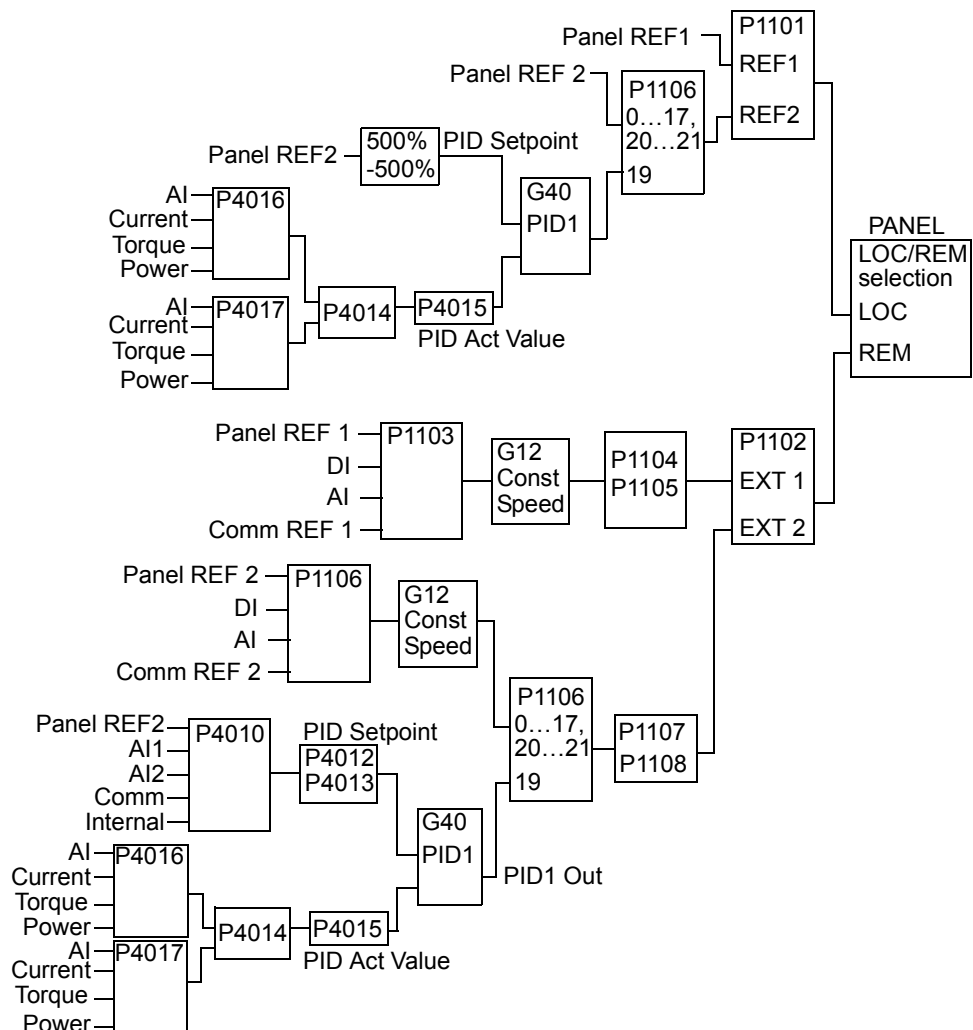 P1101
Panel REF1
REF1
Panel REF 2
P1106
0…17,
20…21
REF2
19
500%
-500%
PID Setpoint
Panel REF2
G40
PID1
AI
P4016
Current
Torque
Power
PANEL
LOC/REM
selection
LOC
REM
AI
P4017
Current
Torque
Power
P4014
P4015
PID Act Value
Panel REF 1
P1103
DI
AI
Comm REF 1
G12
Const
Speed
P1104
P1105
P1102
EXT 1
EXT 2
Panel REF 2
P1106
DI
AI
Comm REF 2
G12
Const
Speed
P1106
0…17,
20…21
19
P1107
P1108
Panel REF2
P4010
AI1
AI2
Comm
Internal
PID Setpoint
P4012
P4013
G40
PID1
PID1 Out
AI
P4016
Current
Torque
Power
AI
P4017
Current
Torque
Power
P4014
P4015
PID Act Value